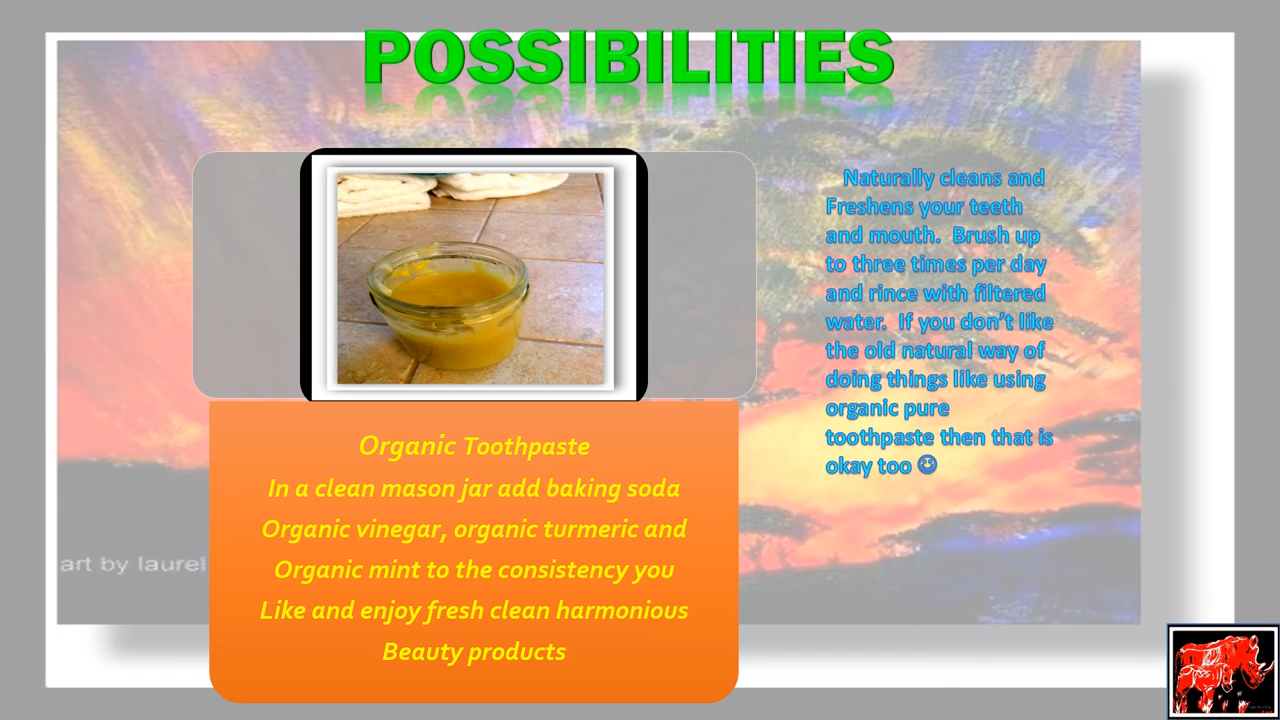 POSSIBILITIES
Naturally cleans and
Freshens your teeth
and mouth.  Brush up
to three times per day
and rince with filtered
water.  If you don't like
the old natural way of
doing things like using
organic pure
toothpaste then that is
okay too
Organic Toothpaste
In a clean mason jar add baking soda
Organic vinegar, organic turmeric and
Organic mint to the consistency you
Like and enjoy fresh clean harmonious
Beauty products
art by laurel